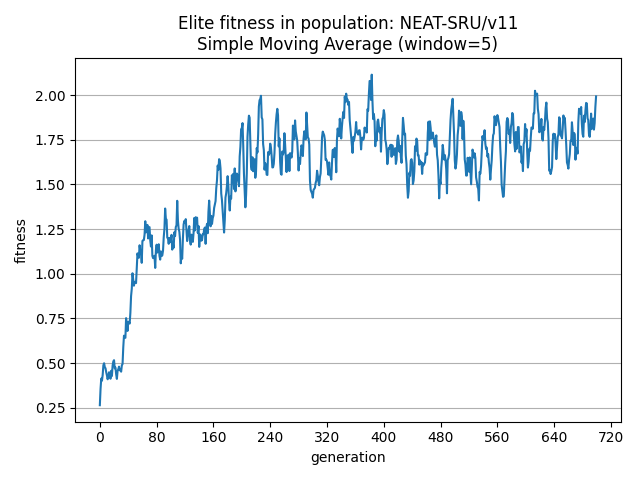 Elite fitness in population: NEAT-SRU/v11
Simple Moving Average (window=5)
fitness
2.00
1.75
1.50
1.25
1.00
0.75
0.50
0.25
0 80 160 240 320 400 480 560 640 720
generation